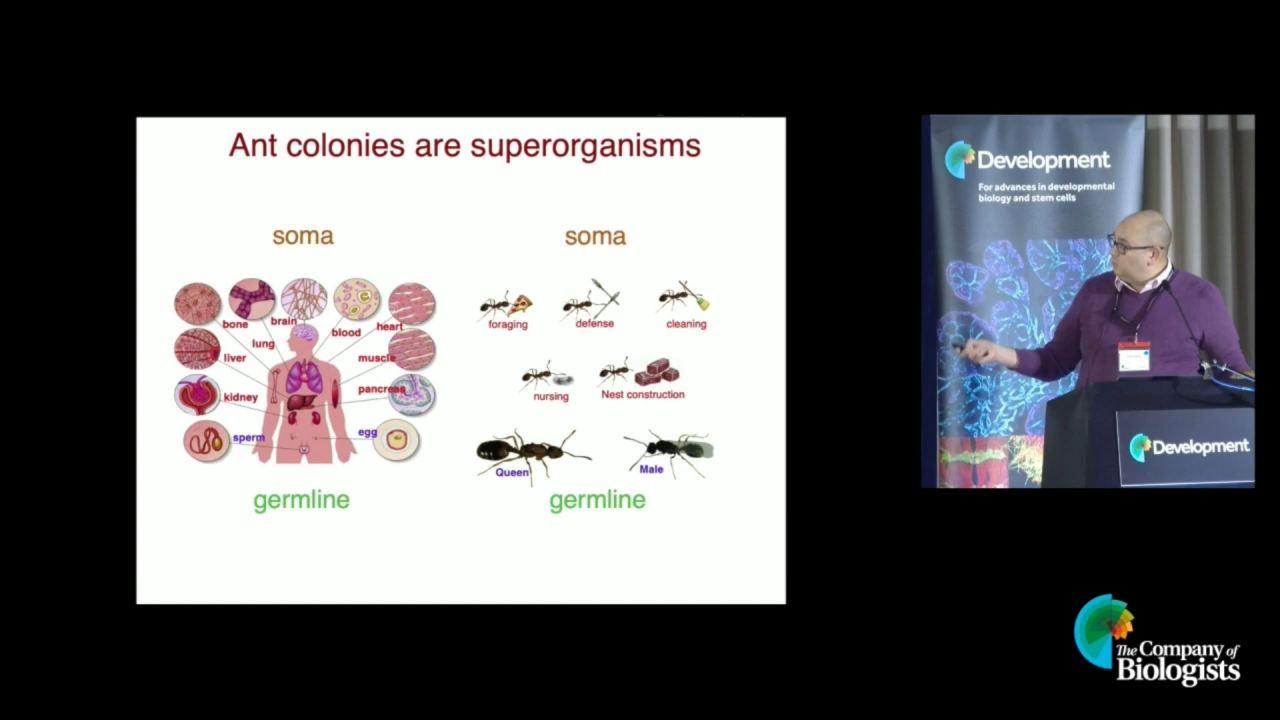 Ant colonies are superorganisms
soma
soma
bone
brain
lung
blood
heart
liver
muscle
kidney
pancreas
sperm
egg
germline
foraging
defense
cleaning
nursing
Nest construction
Queen
Male
germline
Development
For advances in developmental
biology and stem cells
Development
The Company of
Biologists